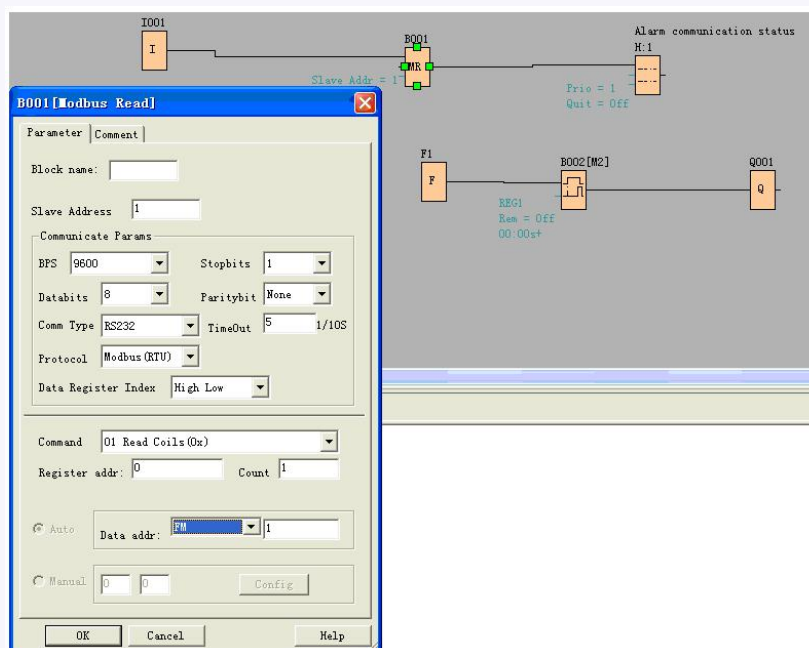 I001
I
B001
MR
Slave Addr = 1
Alarm communication status
H:1
Prio = 1
Quit = Off
F1
F
B002[M2]
REG1
Rem = Off
00:00s+
Q001
Q
B001[Modbus Read]
Parameter Comment
Block name:
Slave Address 1
Communicate Params
BPS 9600 Stopbits 1
Databits 8 Paritybit None
Comm Type RS232 TimeOut 5 1/10S
Protocol Modbus(RTU)
Data Register Index High Low
Command 01 Read Coils(0x)
Register addr: 0 Count 1
Auto Data addr: FM 1
Manual 0 0 Config
OK Cancel Help